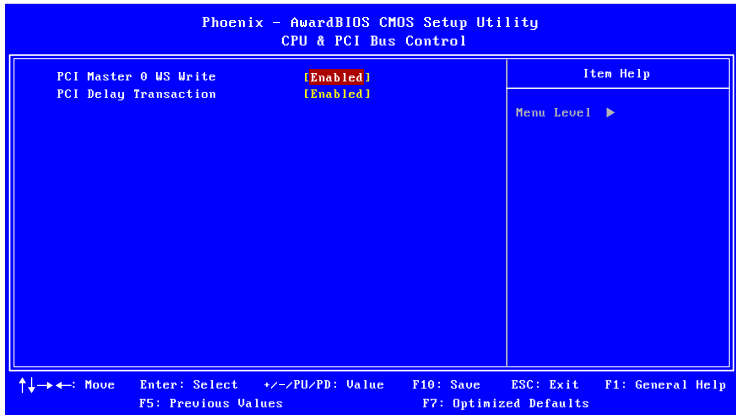 Phoenix - AwardBIOS CMOS Setup Utility
CPU & PCI Bus Control
PCI Master 0 WS Write [Enabled]
PCI Delay Transaction [Enabled]
Item Help
Menu Level ▶
↑↓→←: Move Enter: Select +/-/PU/PD: Value F10: Save ESC: Exit F1: General Help
F5: Previous Values F7: Optimized Defaults